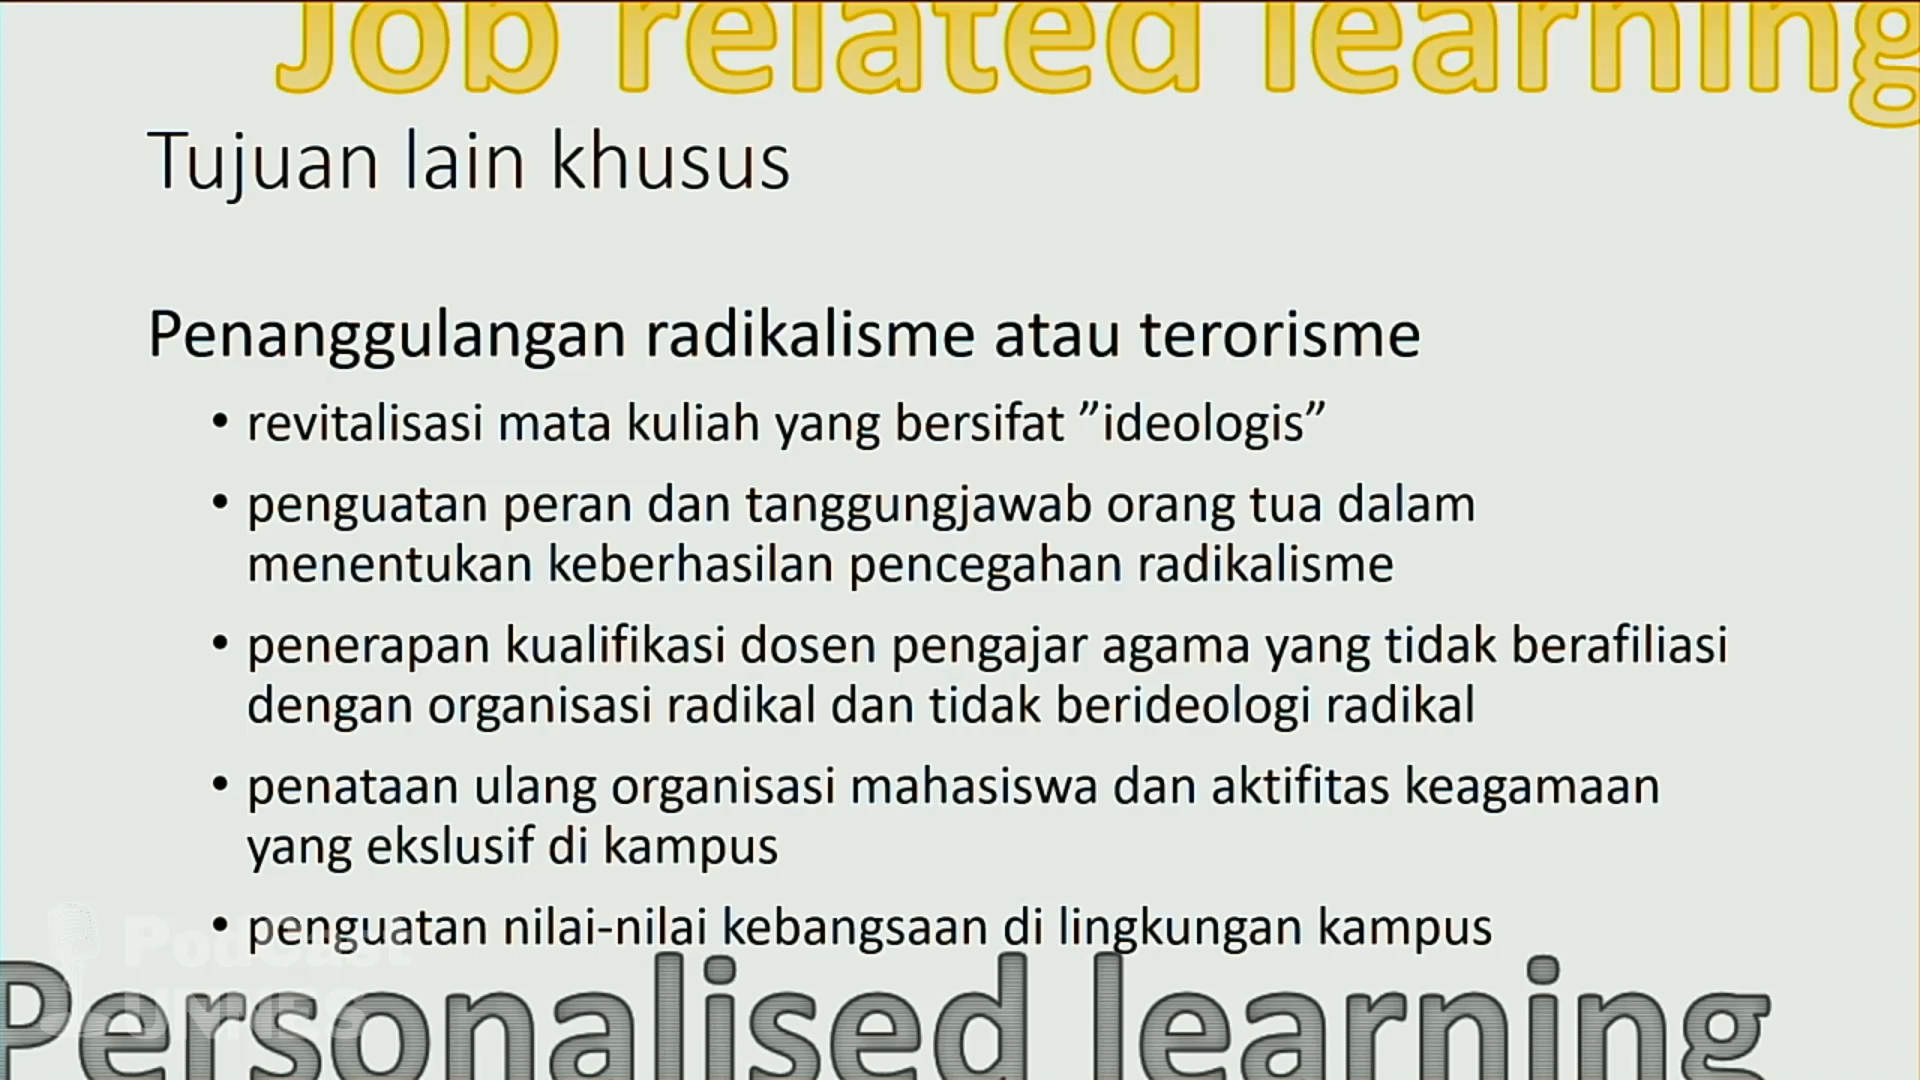 Job related learning
Tujuan lain khusus
Penanggulangan radikalisme atau terorisme
• revitalisasi mata kuliah yang bersifat ”ideologis”
• penguatan peran dan tanggungjawab orang tua dalam
menentukan keberhasilan pencegahan radikalisme
• penerapan kualifikasi dosen pengajar agama yang tidak berafiliasi
dengan organisasi radikal dan tidak berideologi radikal
• penataan ulang organisasi mahasiswa dan aktifitas keagamaan
yang ekslusif di kampus
• penguatan nilai-nilai kebangsaan di lingkungan kampus
PodCast
UNNES
Personalised learning